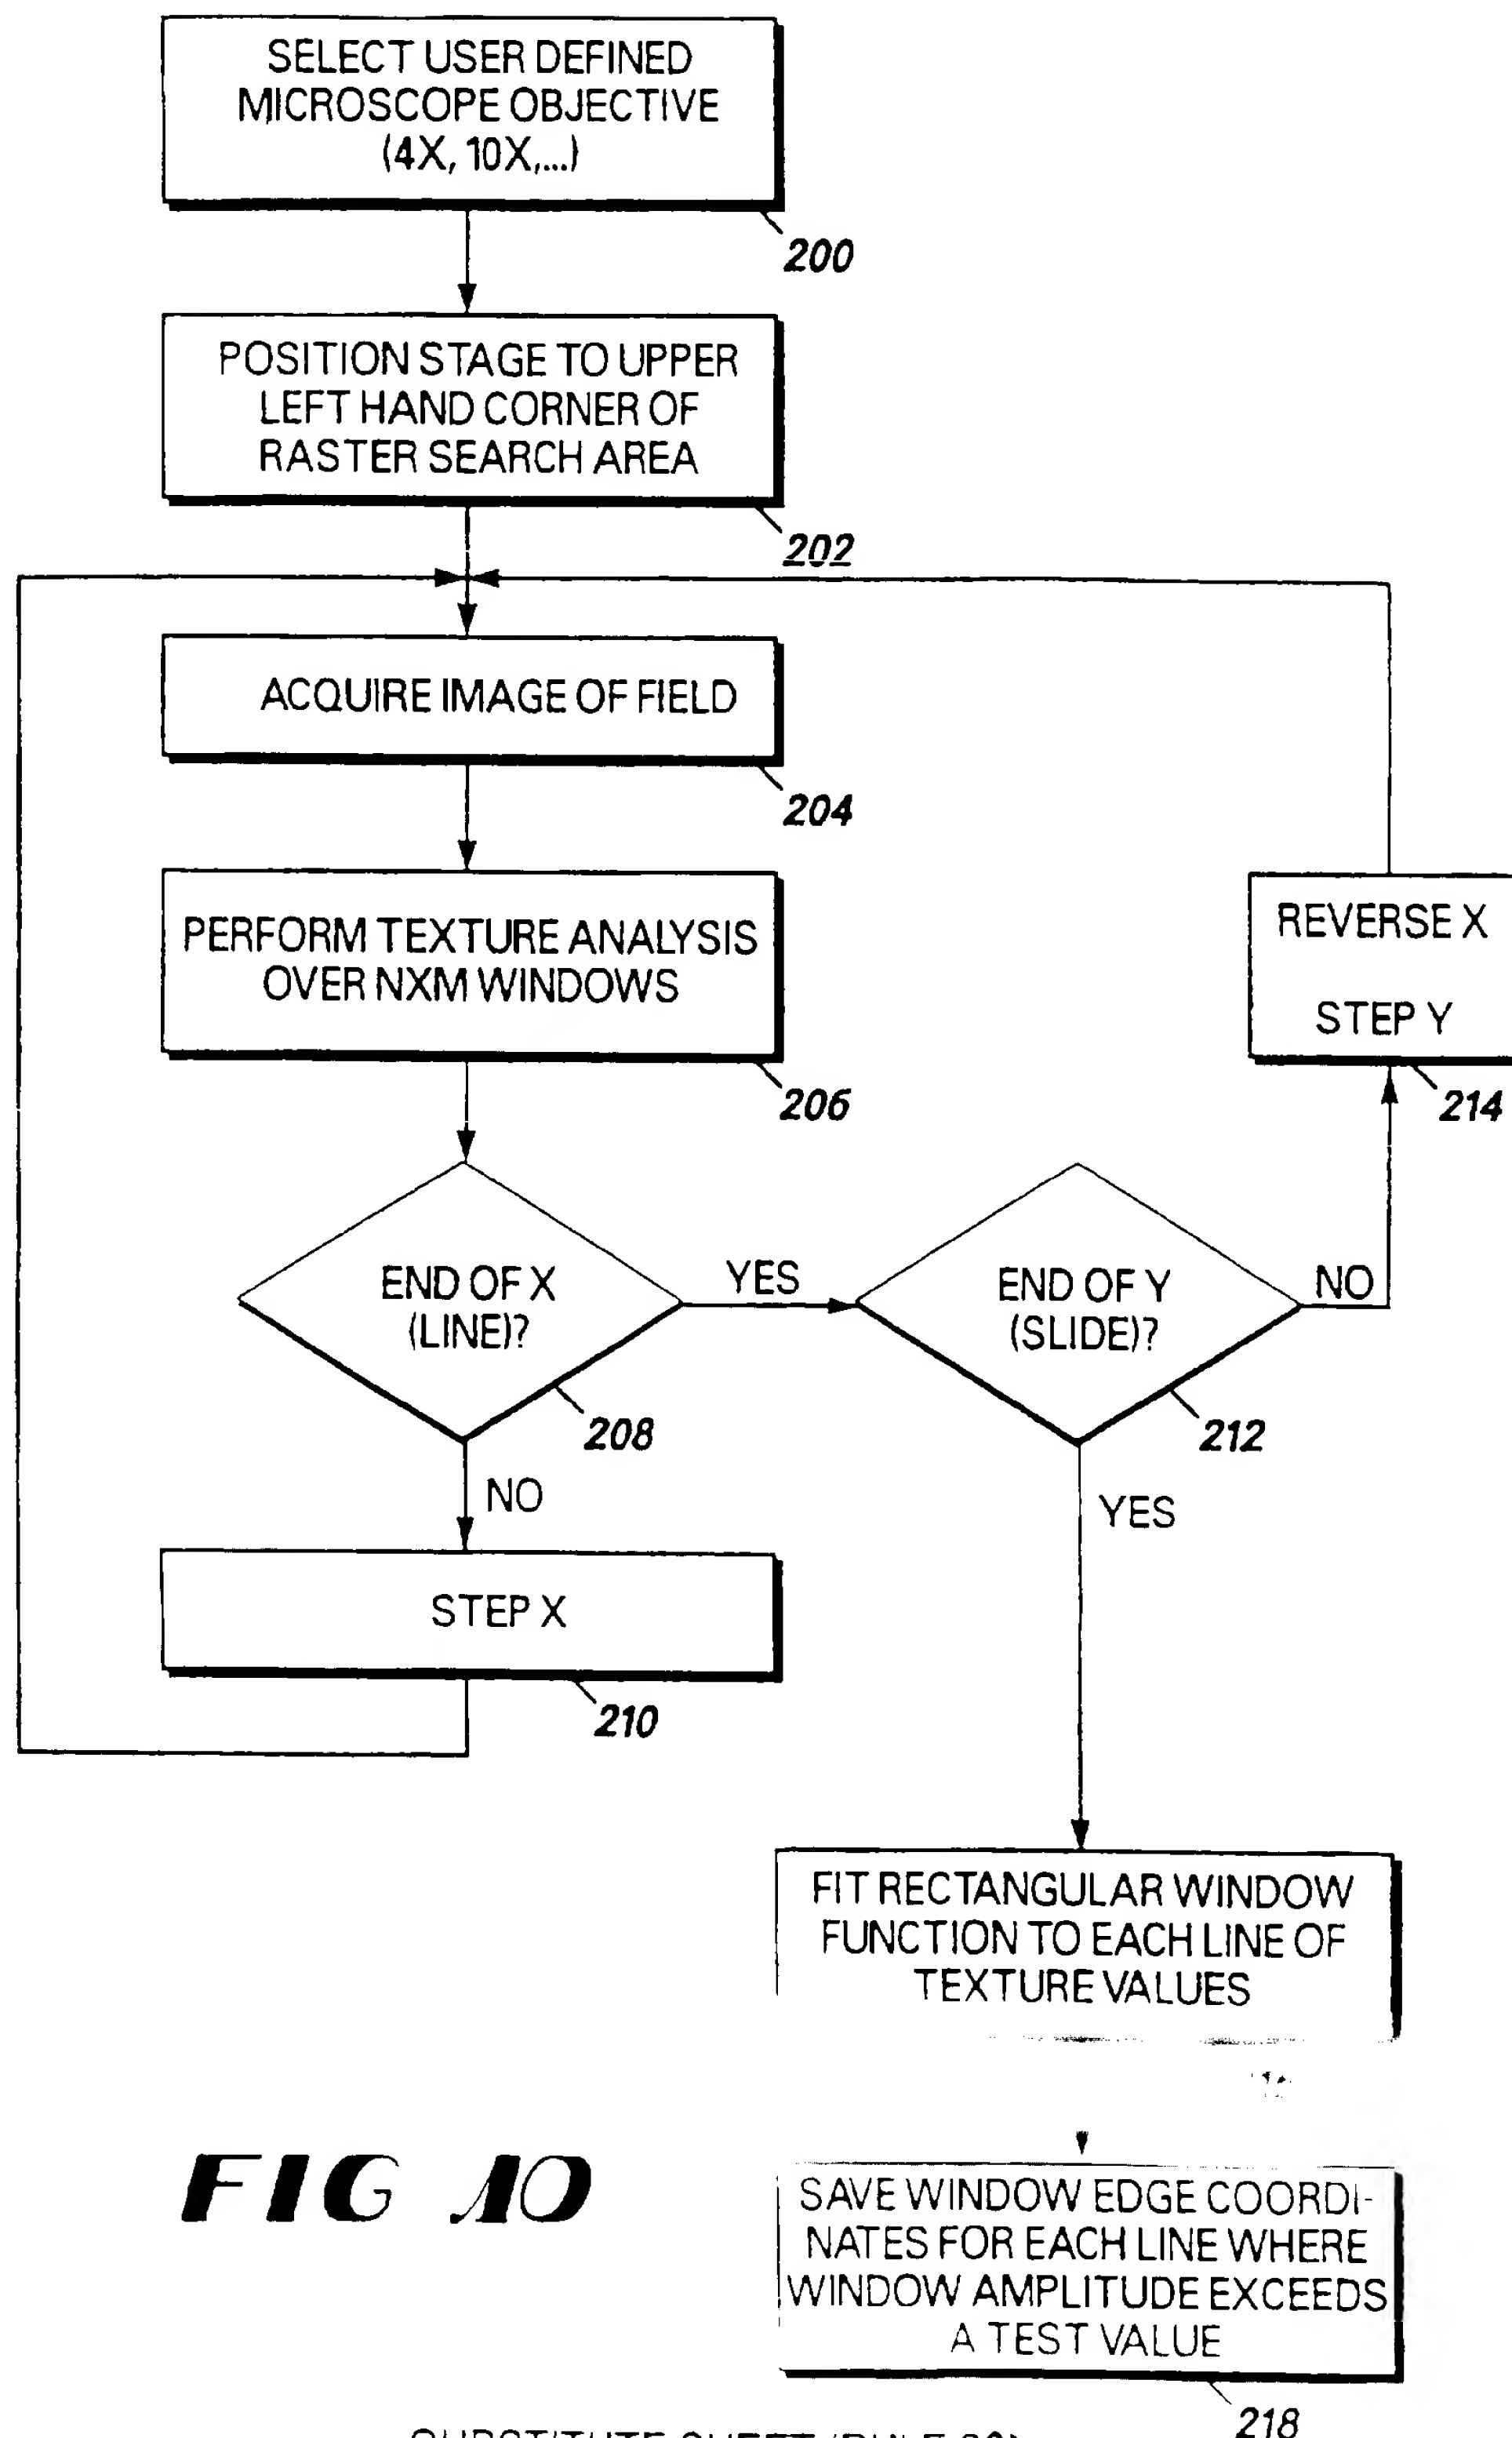 SELECT USER DEFINED
MICROSCOPE OBJECTIVE
(4X, 10X,...)
200
POSITION STAGE TO UPPER
LEFT HAND CORNER OF
RASTER SEARCH AREA
202
ACQUIRE IMAGE OF FIELD
204
PERFORM TEXTURE ANALYSIS
OVER NXM WINDOWS
206
REVERSE X
STEP Y
214
END OF X
(LINE)?
208
YES
END OF Y
(SLIDE)?
212
NO
NO
YES
STEP X
210
FIT RECTANGULAR WINDOW
FUNCTION TO EACH LINE OF
TEXTURE VALUES
FIG 10
SAVE WINDOW EDGE COORDI-
NATES FOR EACH LINE WHERE
WINDOW AMPLITUDE EXCEEDS
A TEST VALUE
218